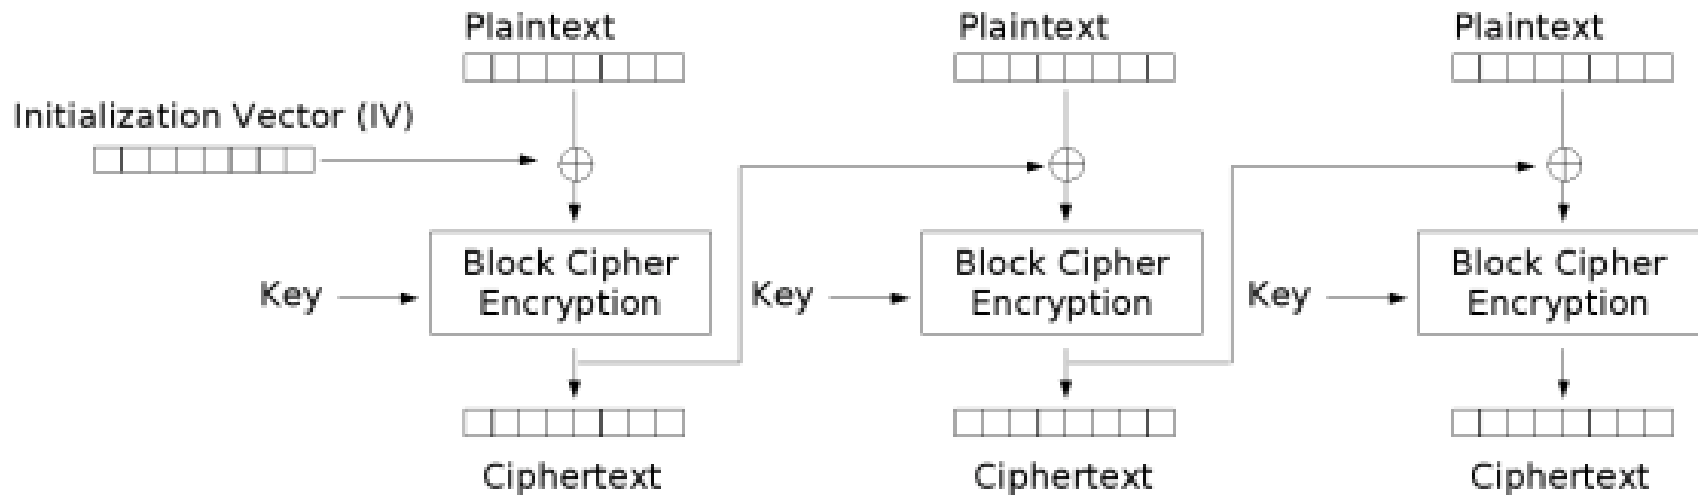 Plaintext
Plaintext
Plaintext
Initialization Vector (IV)
Block Cipher
Encryption
Block Cipher
Encryption
Block Cipher
Encryption
Key
Key
Key
Ciphertext
Ciphertext
Ciphertext